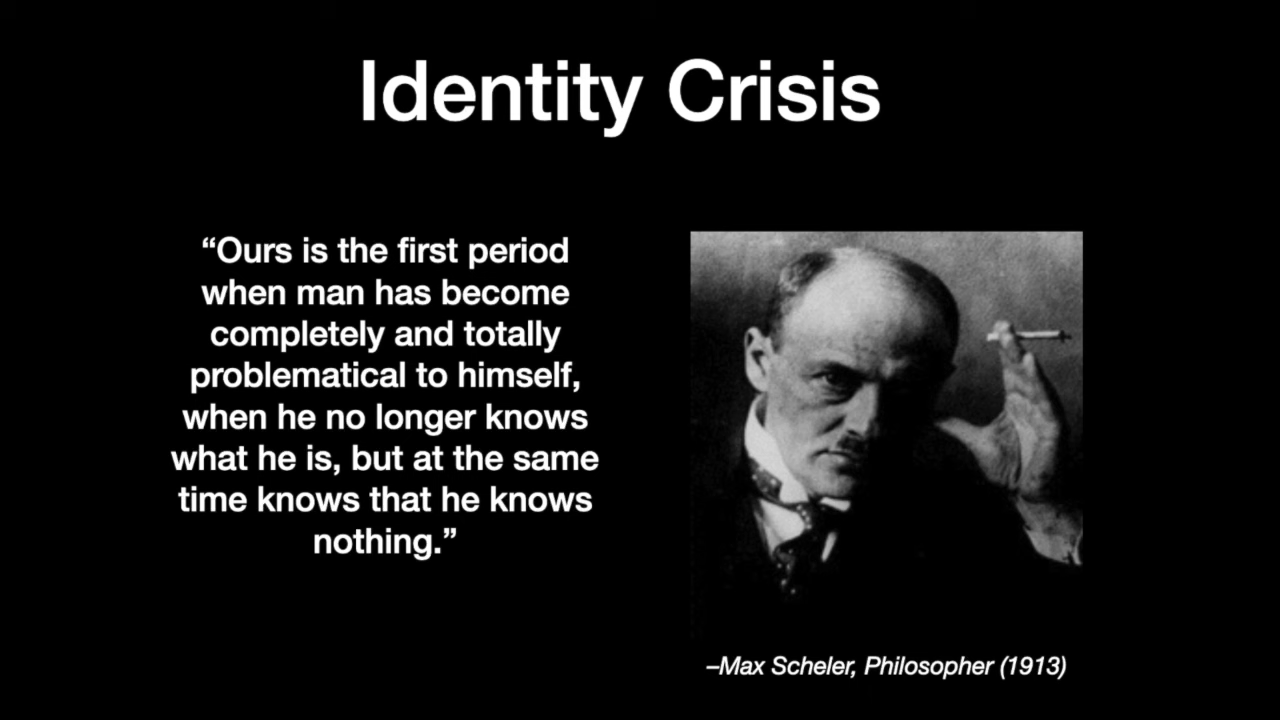 Identity Crisis
“Ours is the first period
when man has become
completely and totally
problematical to himself,
when he no longer knows
what he is, but at the same
time knows that he knows
nothing.”
–Max Scheler, Philosopher (1913)